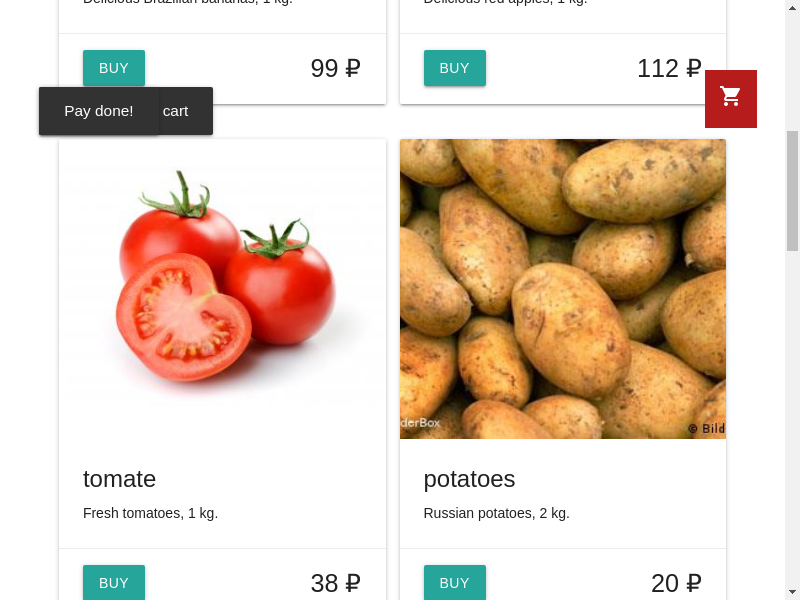 Delicious Brazilian bananas, 1 kg.
Delicious red apples, 1 kg.
BUY 99 ₽
BUY 112 ₽
Pay done! cart
derBox
© Bild
tomate
Fresh tomatoes, 1 kg.
potatoes
Russian potatoes, 2 kg.
BUY 38 ₽
BUY 20 ₽